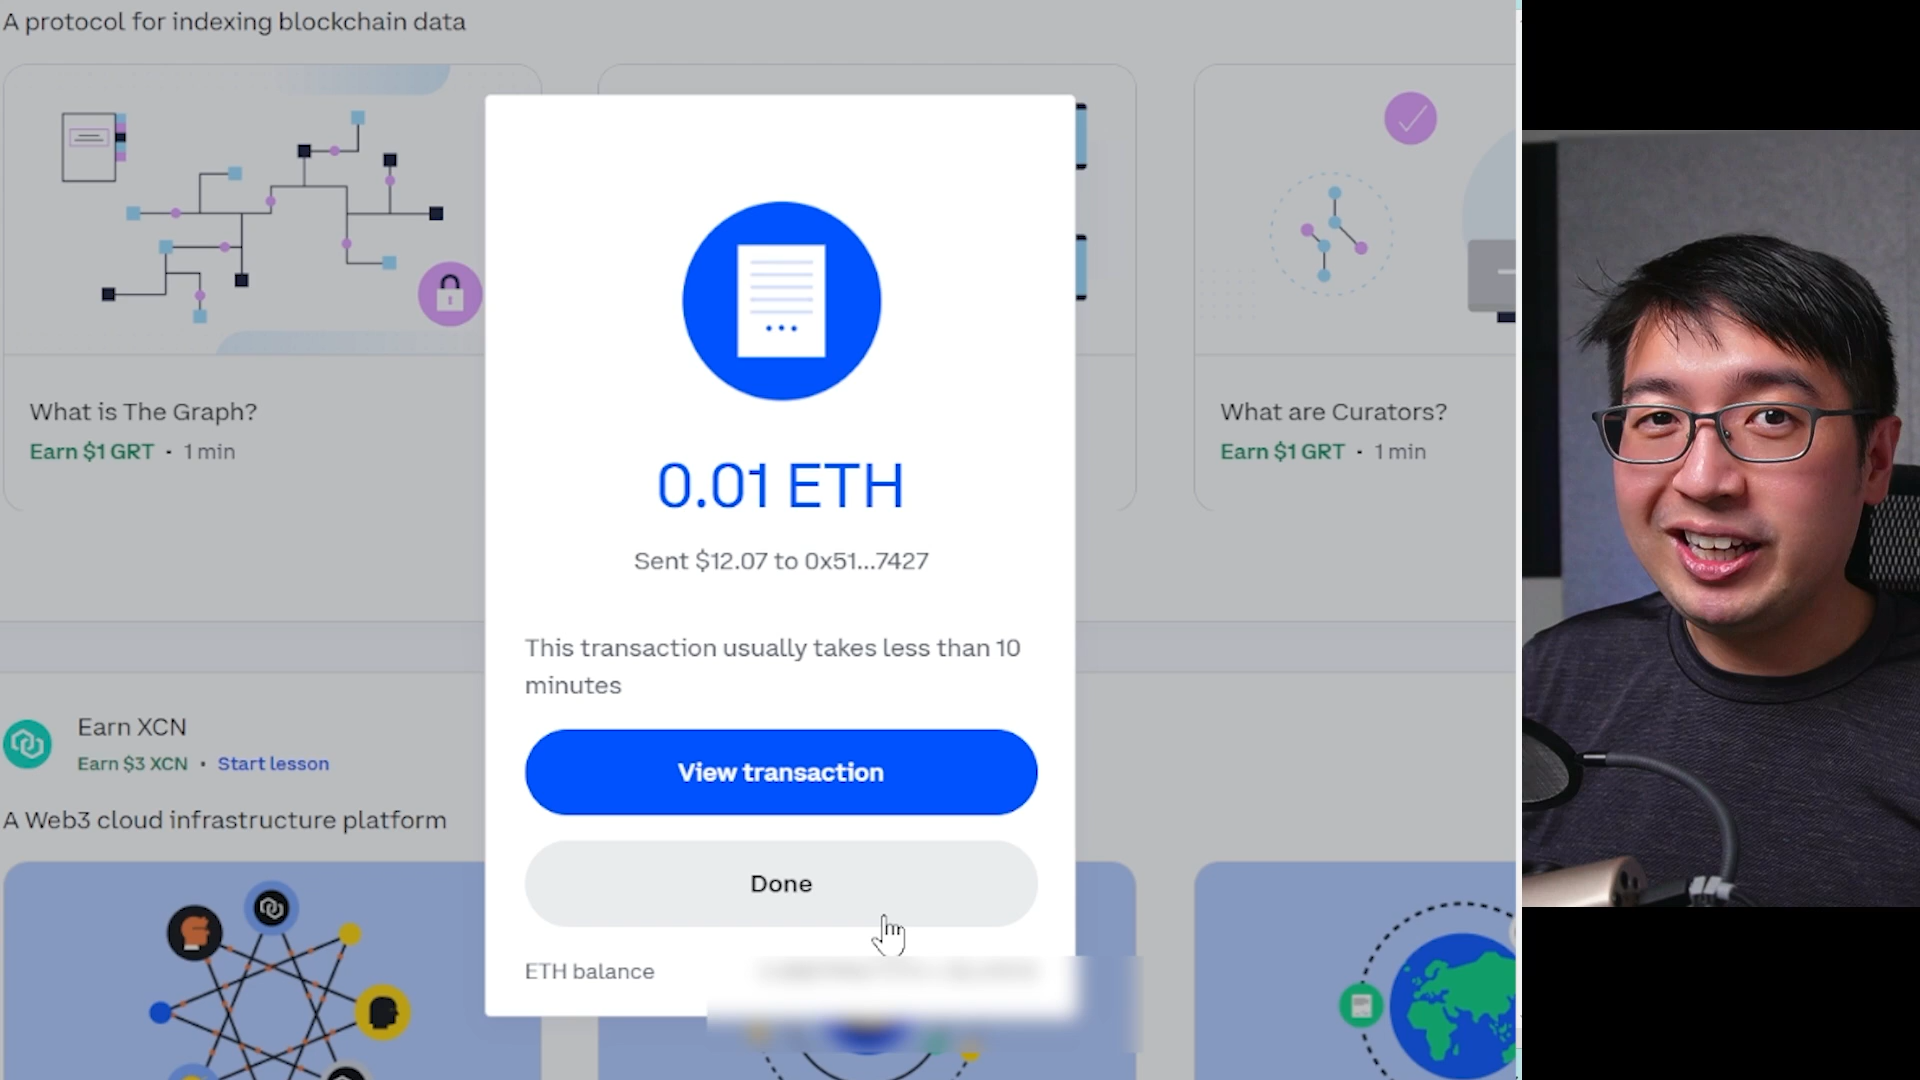 A protocol for indexing blockchain data
What is The Graph?
Earn $1 GRT · 1 min
What are Curators?
Earn $1 GRT · 1 min
0.01 ETH
Sent $12.07 to 0x51...7427
This transaction usually takes less than 10
minutes
View transaction
Done
ETH balance
Earn XCN
Earn $3 XCN · Start lesson
A Web3 cloud infrastructure platform